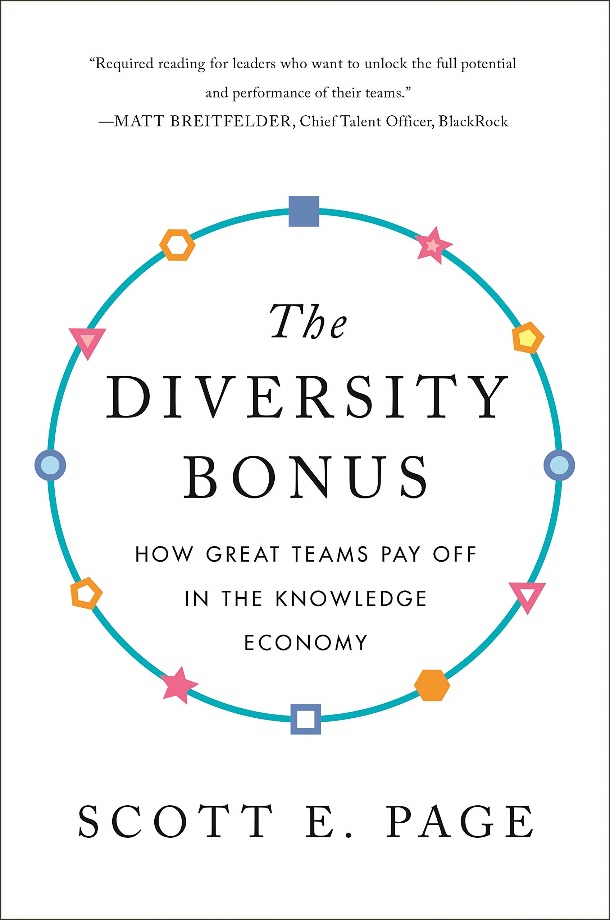 “Required reading for leaders who want to unlock the full potential
and performance of their teams.”
—MATT BREITFELDER, Chief Talent Officer, BlackRock
The
DIVERSITY
BONUS
HOW GREAT TEAMS PAY OFF
IN THE KNOWLEDGE
ECONOMY
SCOTT E. PAGE